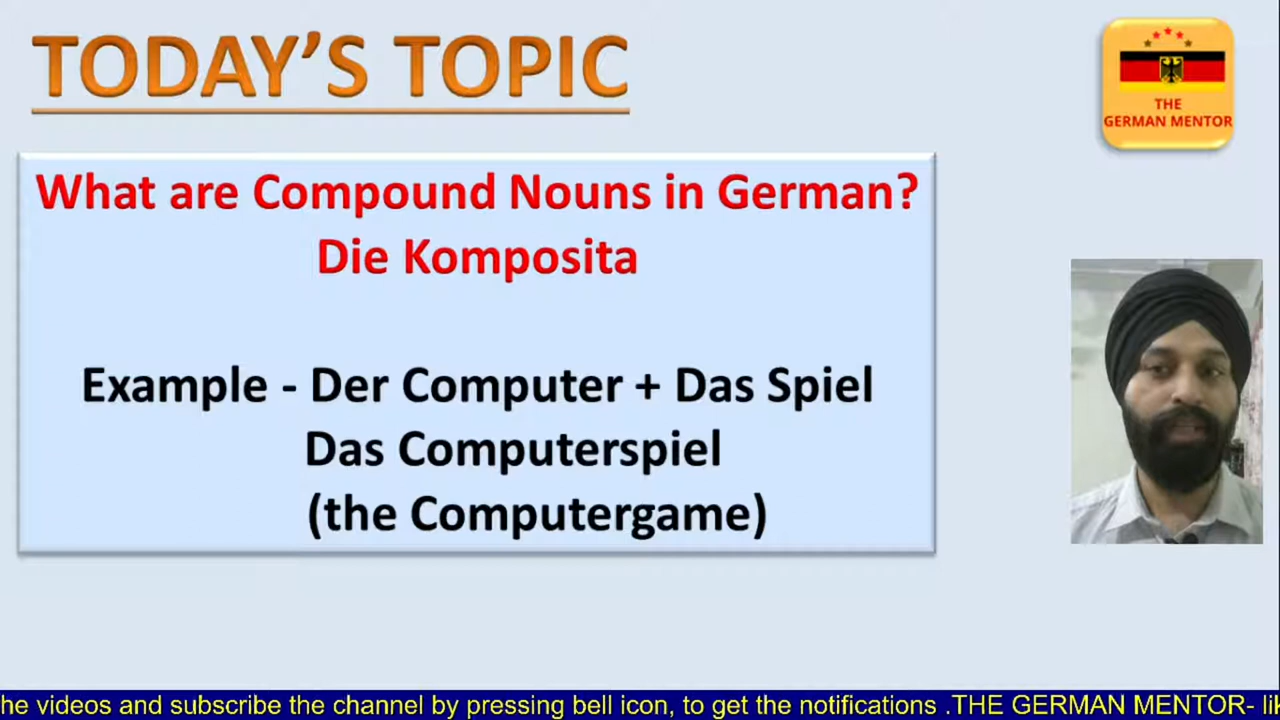 TODAY'S TOPIC
THE
GERMAN MENTOR
What are Compound Nouns in German?
Die Komposita
Example - Der Computer + Das Spiel
Das Computerspiel
(the Computergame)
he videos and subscribe the channel by pressing bell icon, to get the notifications .THE GERMAN MENTOR- li